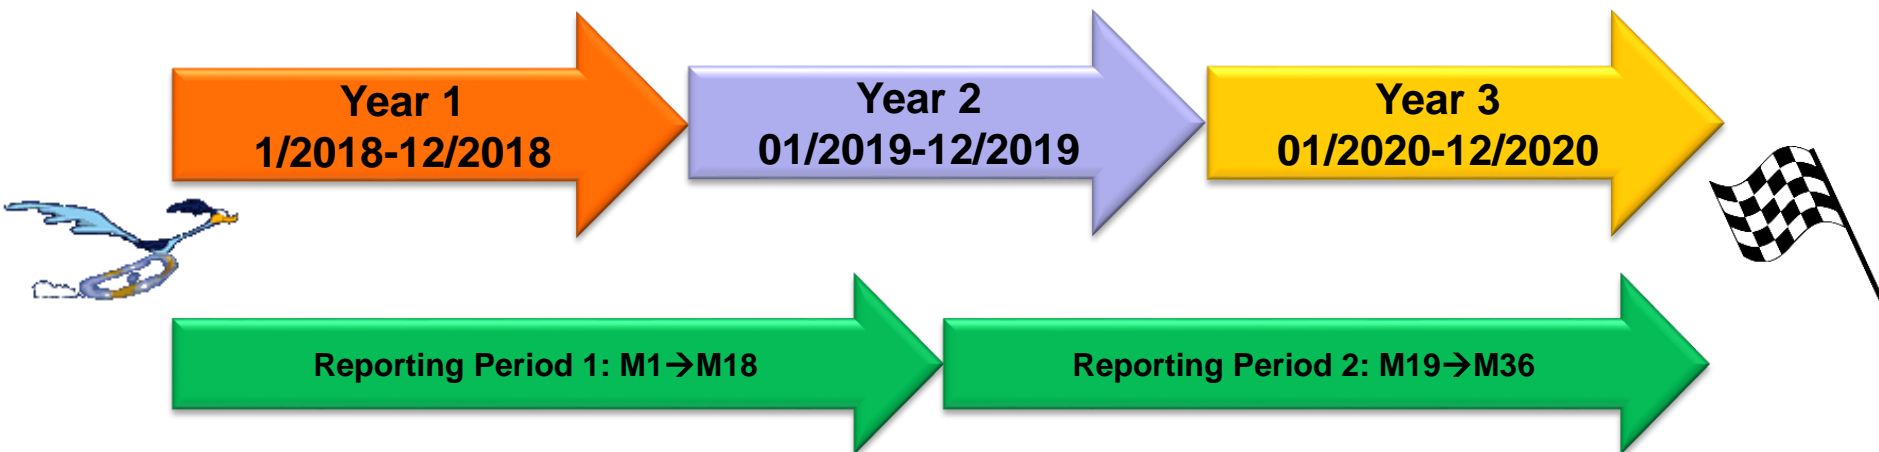 Year 1
1/2018-12/2018
Year 2
01/2019-12/2019
Year 3
01/2020-12/2020
Reporting Period 1: M1→M18
Reporting Period 2: M19→M36